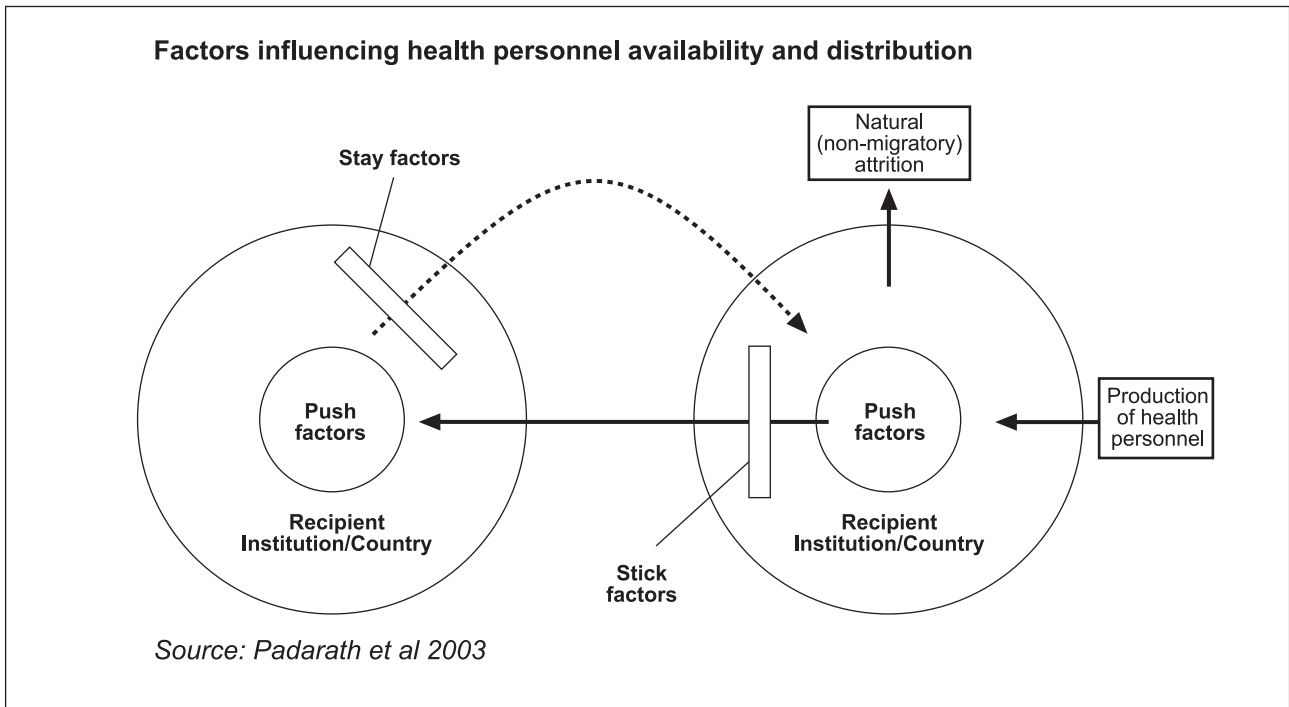 Factors influencing health personnel availability and distribution
Natural
(non-migratory)
attrition
Stay factors
Push
factors
Recipient
Institution/Country
Push
factors
Recipient
Institution/Country
Production
of health
personnel
Stick
factors
Source: Padarath et al 2003